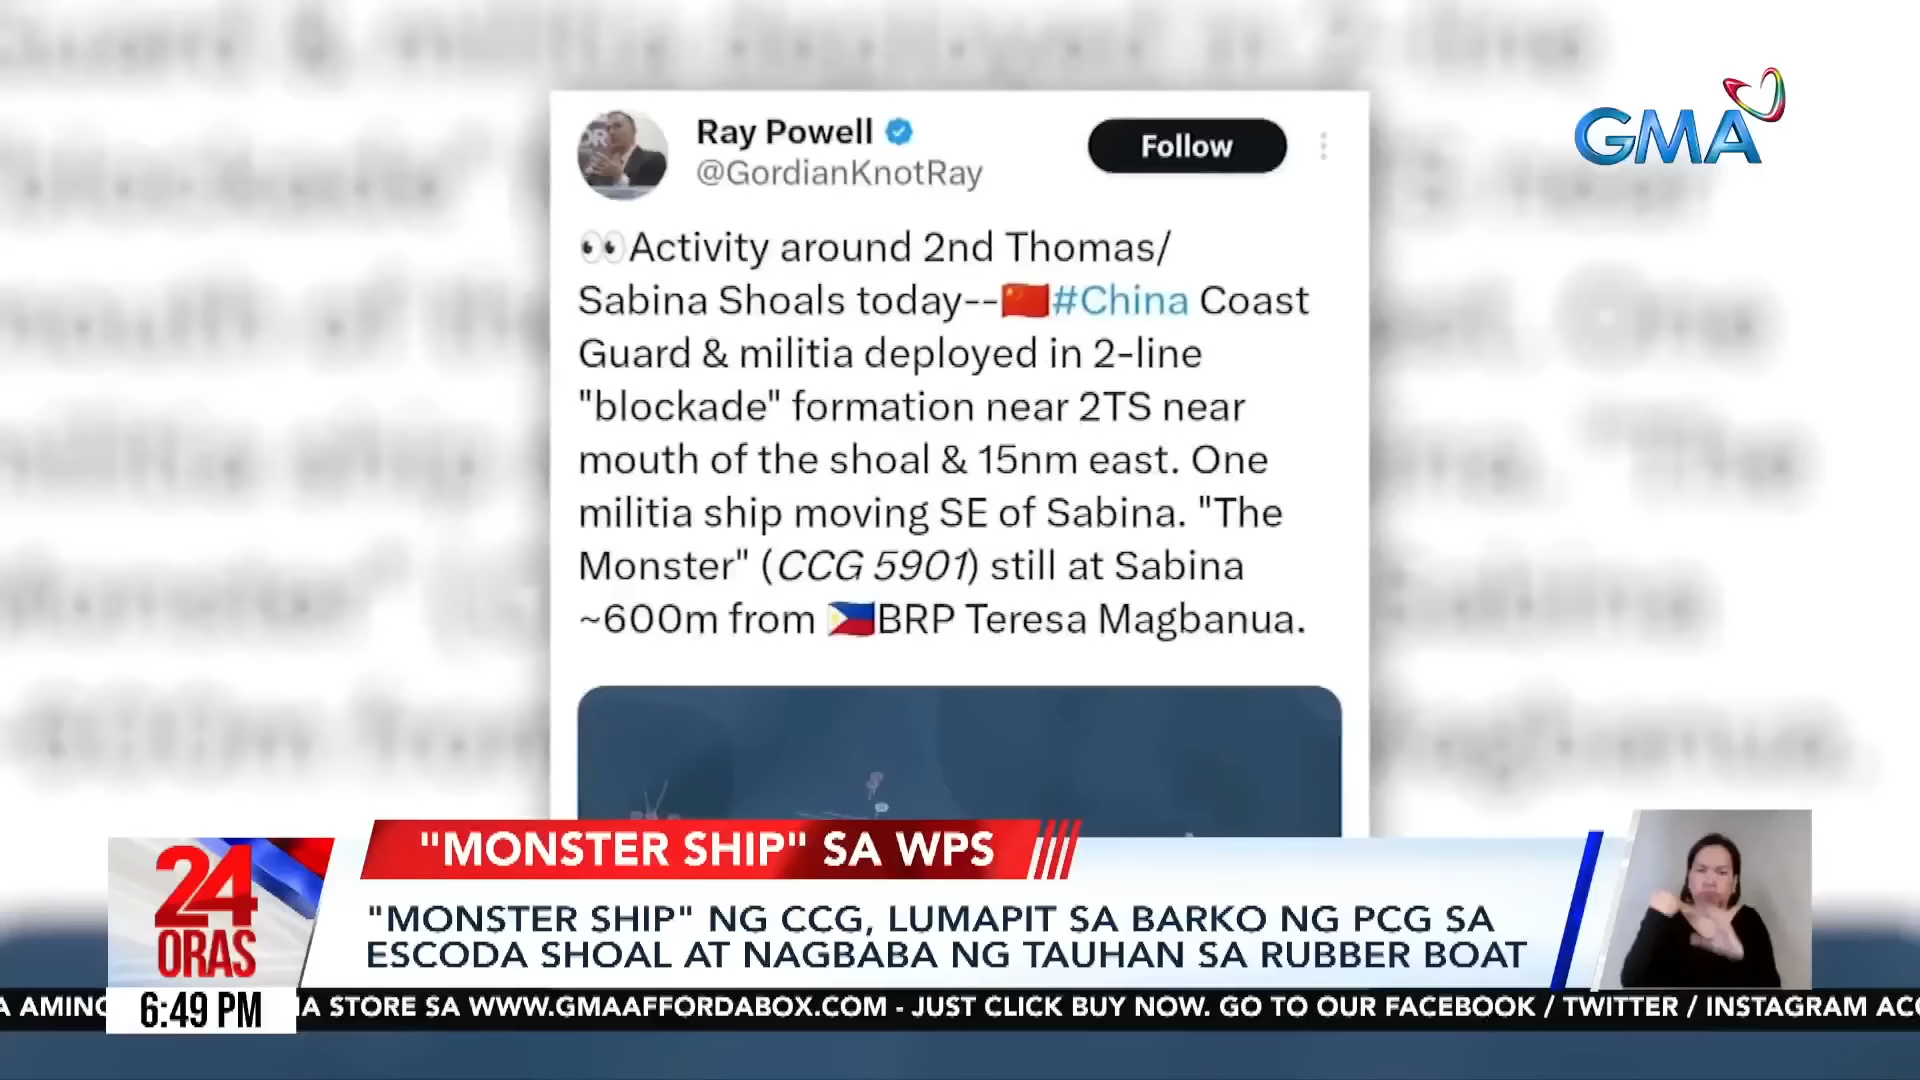 GMA
Ray Powell
@GordianKnotRay
Follow
👀Activity around 2nd Thomas/
Sabina Shoals today--🇨🇳#China Coast
Guard & militia deployed in 2-line
"blockade" formation near 2TS near
mouth of the shoal & 15nm east. One
militia ship moving SE of Sabina. "The
Monster" (CCG 5901) still at Sabina
~600m from 🇵🇭BRP Teresa Magbanua.
"MONSTER SHIP" SA WPS
24
ORAS
"MONSTER SHIP" NG CCG, LUMAPIT SA BARKO NG PCG SA
ESCODA SHOAL AT NAGBABA NG TAUHAN SA RUBBER BOAT
6:49 PM
STORE SA WWW.GMAAFFORDABOX.COM - JUST CLICK BUY NOW. GO TO OUR FACEBOOK / TWITTER / INSTAGRAM